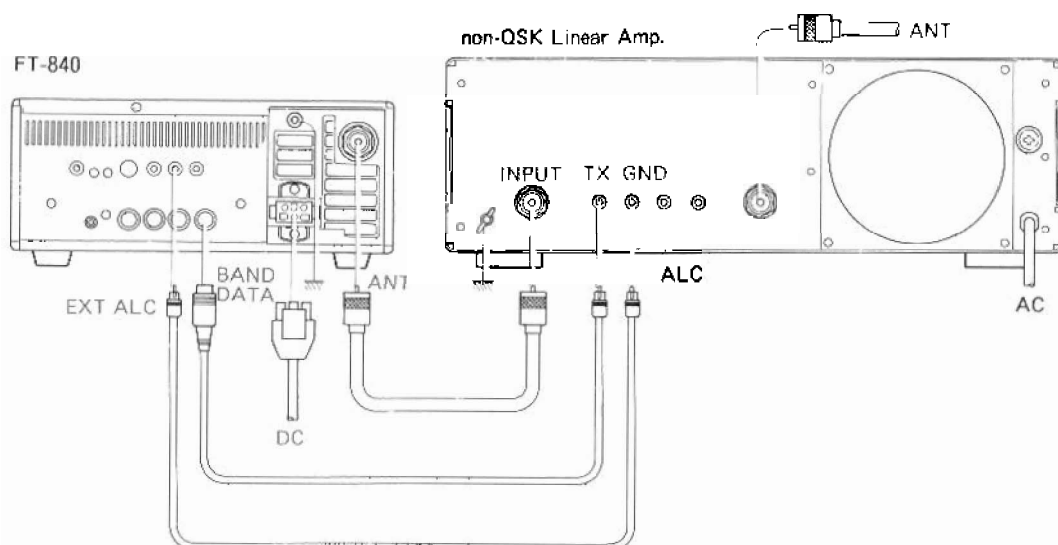 non-QSK Linear Amp.
ANT
FT-840
INPUT TX GND
ALC
BAND
DATA
ANT
EXT ALC
AC
DC